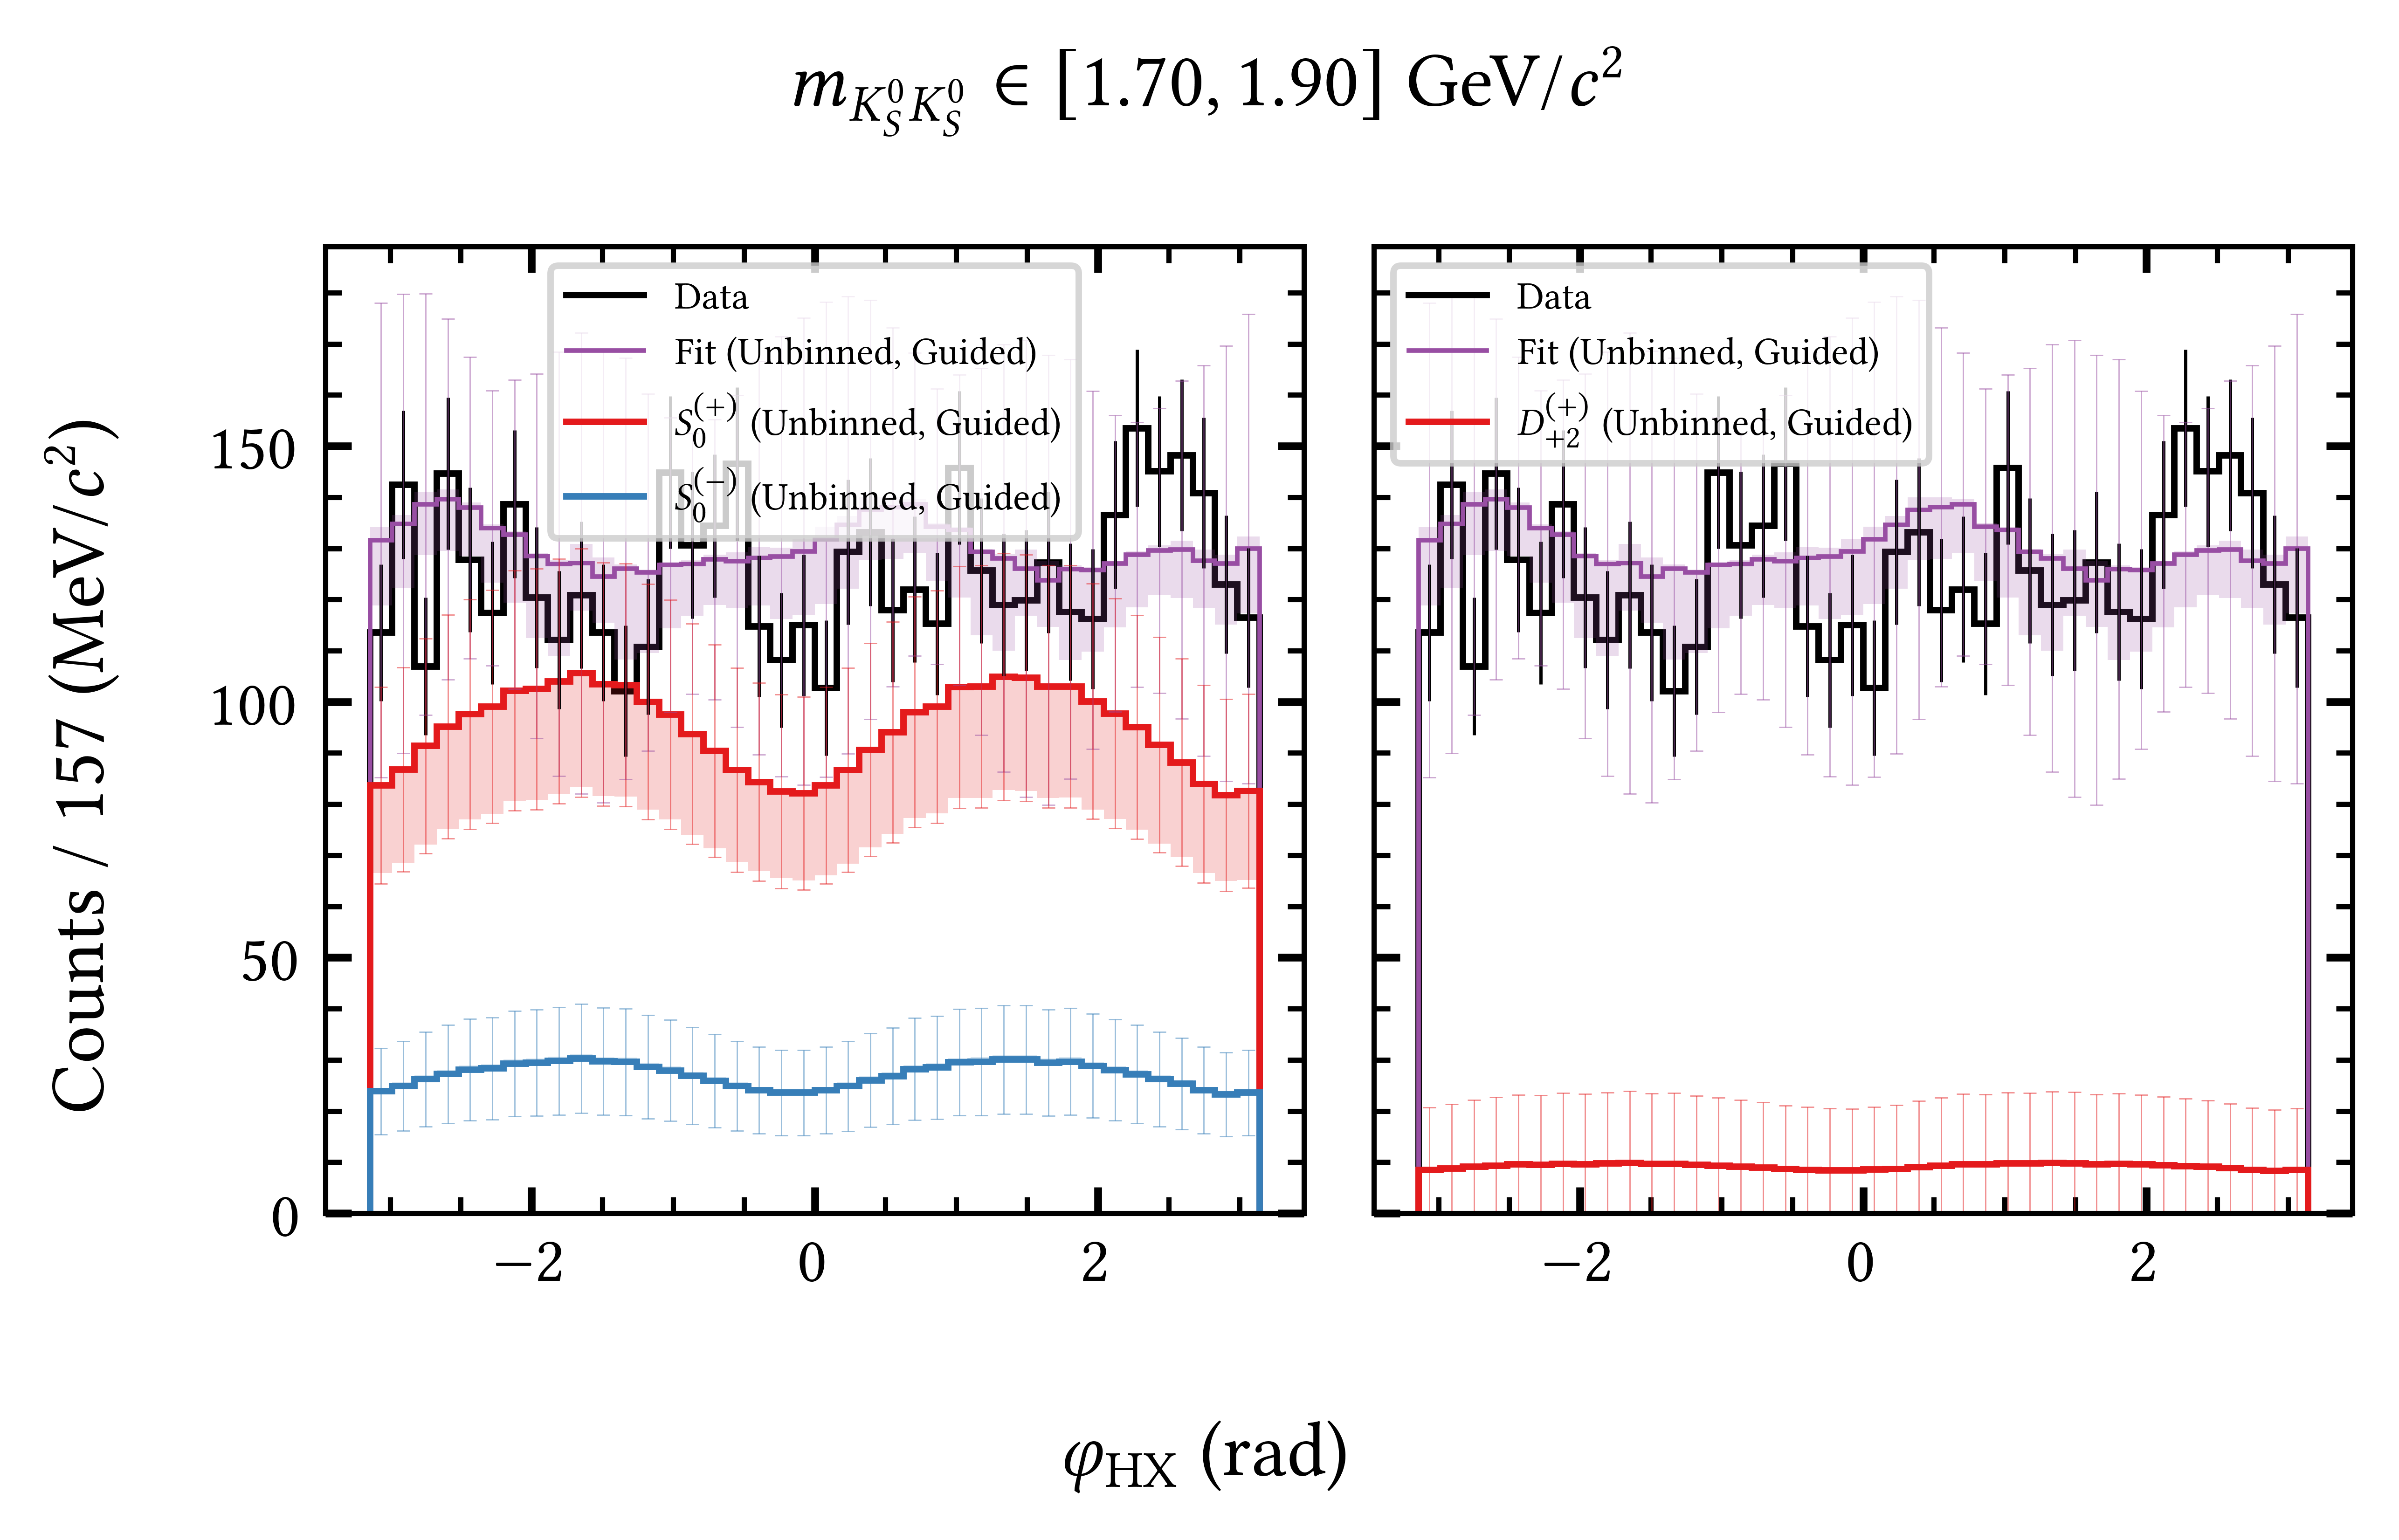 m_{K_S^0 K_S^0} ∈ [1.70, 1.90] GeV/c²
Counts / 157 (MeV/c²)
150
100
50
0
Data
Fit (Unbinned, Guided)
S_0^{(+)} (Unbinned, Guided)
S_0^{(−)} (Unbinned, Guided)
−2 0 2
Data
Fit (Unbinned, Guided)
D_{+2}^{(+)} (Unbinned, Guided)
−2 0 2
φ_{HX} (rad)